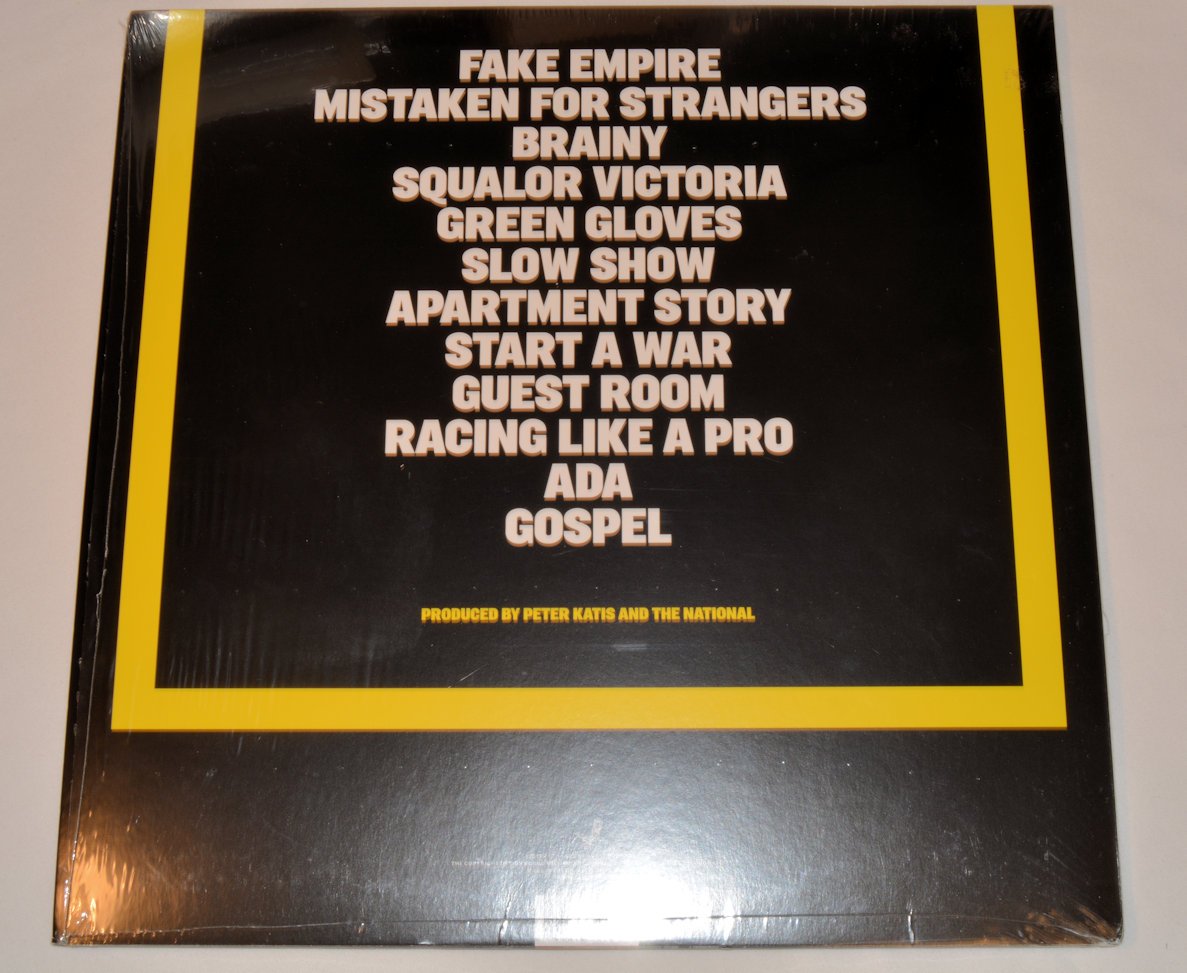 FAKE EMPIRE
MISTAKEN FOR STRANGERS
BRAINY
SQUALOR VICTORIA
GREEN GLOVES
SLOW SHOW
APARTMENT STORY
START A WAR
GUEST ROOM
RACING LIKE A PRO
ADA
GOSPEL
PRODUCED BY PETER KATIS AND THE NATIONAL